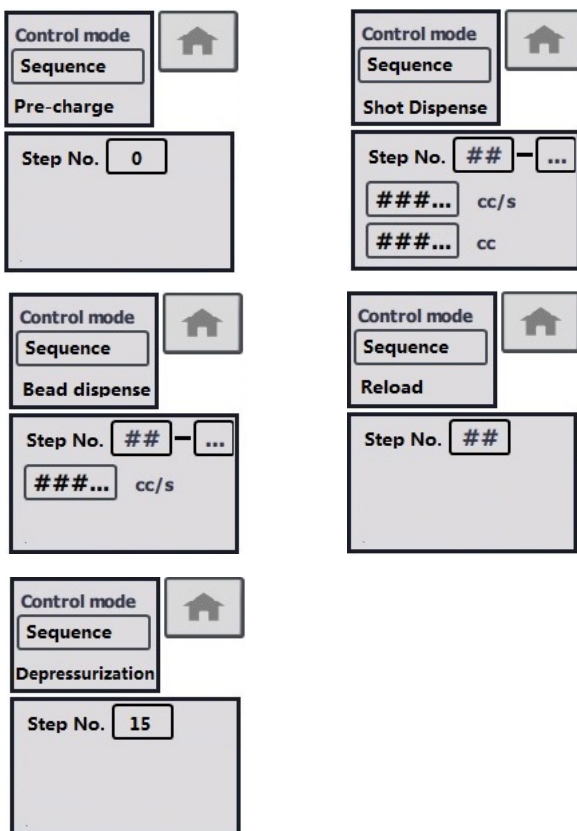 Control mode
Sequence
Pre-charge
Step No. 0
Control mode
Sequence
Shot Dispense
Step No. ## - ...
###... cc/s
###... cc
Control mode
Sequence
Bead dispense
Step No. ## - ...
###... cc/s
Control mode
Sequence
Reload
Step No. ##
Control mode
Sequence
Depressurization
Step No. 15